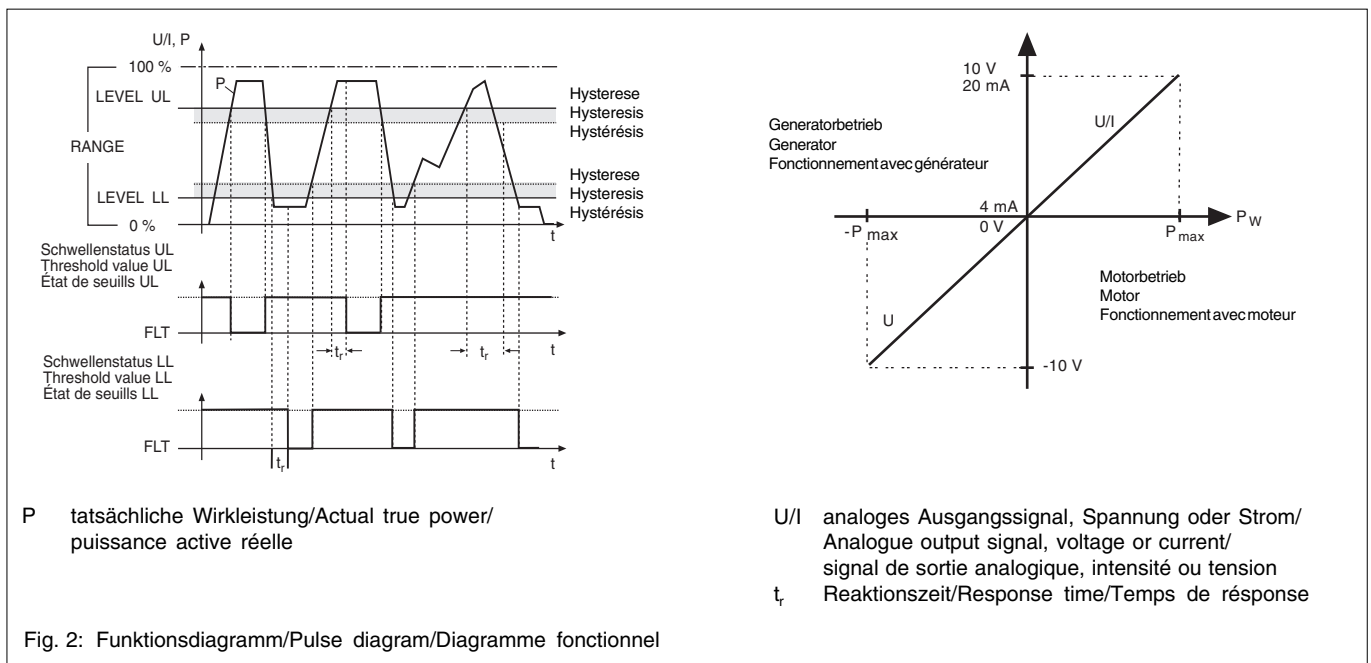 U/I, P
100 %
P
LEVEL UL
RANGE
LEVEL LL
0 %
t
Hysterese
Hysteresis
Hystérésis
Hysterese
Hysteresis
Hystérésis
Schwellenstatus UL
Threshold value UL
État de seuills UL
FLT
t
tr
tr
Schwellenstatus LL
Threshold value LL
État de seuills LL
FLT
t
tr
P tatsächliche Wirkleistung/Actual true power/
puissance active réelle
10 V
20 mA
U/I
Generatorbetrieb
Generator
Fonctionnement avec générateur
4 mA
0 V
-P max
P max
P W
Motorbetrieb
Motor
Fonctionnement avec moteur
U
-10 V
U/I analoges Ausgangssignal, Spannung oder Strom/
Analogue output signal, voltage or current/
signal de sortie analogique, intensité ou tension
tr Reaktionszeit/Response time/Temps de résponse
Fig. 2: Funktionsdiagramm/Pulse diagram/Diagramme fonctionnel